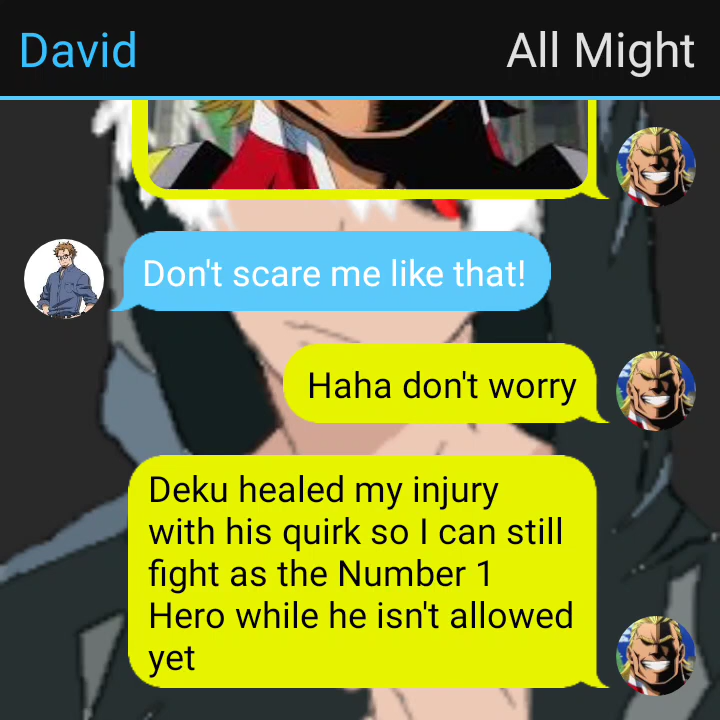 David All Might
Don't scare me like that!
Haha don't worry
Deku healed my injury
with his quirk so I can still
fight as the Number 1
Hero while he isn't allowed
yet